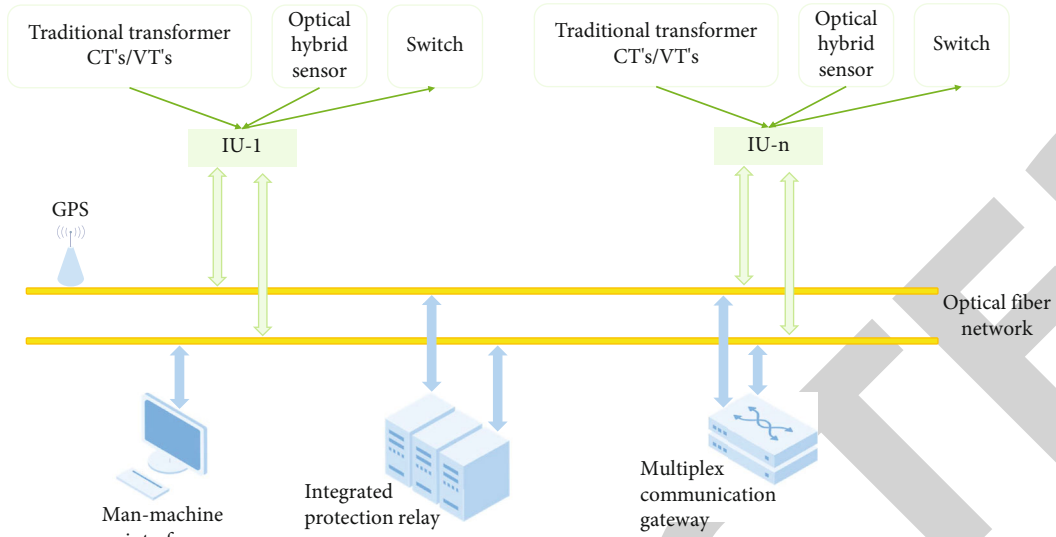 Traditional transformer
CT's/VT's
Optical
hybrid
sensor
Switch
Traditional transformer
CT's/VT's
Optical
hybrid
sensor
Switch
IU-1
IU-n
GPS
Optical fiber
network
Man-machine
Integrated
protection relay
Multiplex
communication
gateway